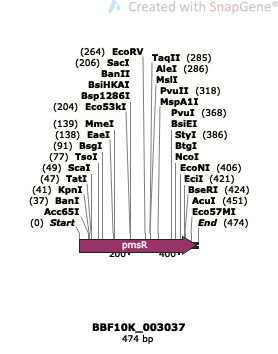 Created with SnapGene®
(264) EcoRV
(206) SacI
BanII
BsiHKAI
Bsp1286I
(204) Eco53kI
(139) MmeI
(138) EaeI
(91) BsgI
(77) TsoI
(49) ScaI
(47) TatI
(41) KpnI
(37) BanI
Acc65I
(0) Start
TaqII (285)
AleI (286)
MslI
PvuII (318)
MspA1I
PvuI (368)
BsiEI
StyI (386)
BtgI
NcoI
EcoNI (406)
EciI (421)
BseRI (424)
AcuI (451)
Eco57MI
End (474)
pmsR
200
400
BBF10K_003037
474 bp